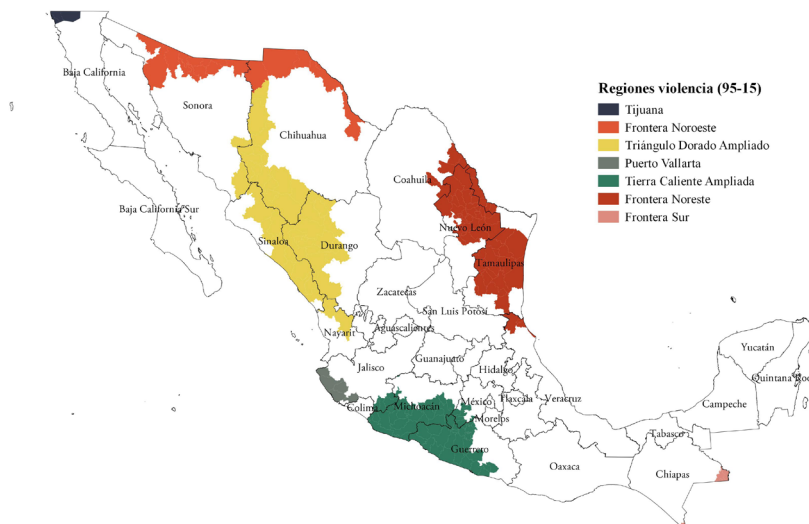 Regiones violencia (95-15)
Tijuana
Frontera Noroeste
Triángulo Dorado Ampliado
Puerto Vallarta
Tierra Caliente Ampliada
Frontera Noreste
Frontera Sur
Baja California
Sonora
Chihuahua
Coahuila
Baja California Sur
Sinaloa
Durango
Nuevo León
Tamaulipas
Zacatecas
San Luis Potosí
Nayarit
Aguascalientes
Jalisco
Guanajuato
Hidalgo
Colima
Michoacán
México
Tlaxcala
Veracruz
Morelos
Guerrero
Oaxaca
Yucatán
Quintana Roo
Campeche
Tabasco
Chiapas